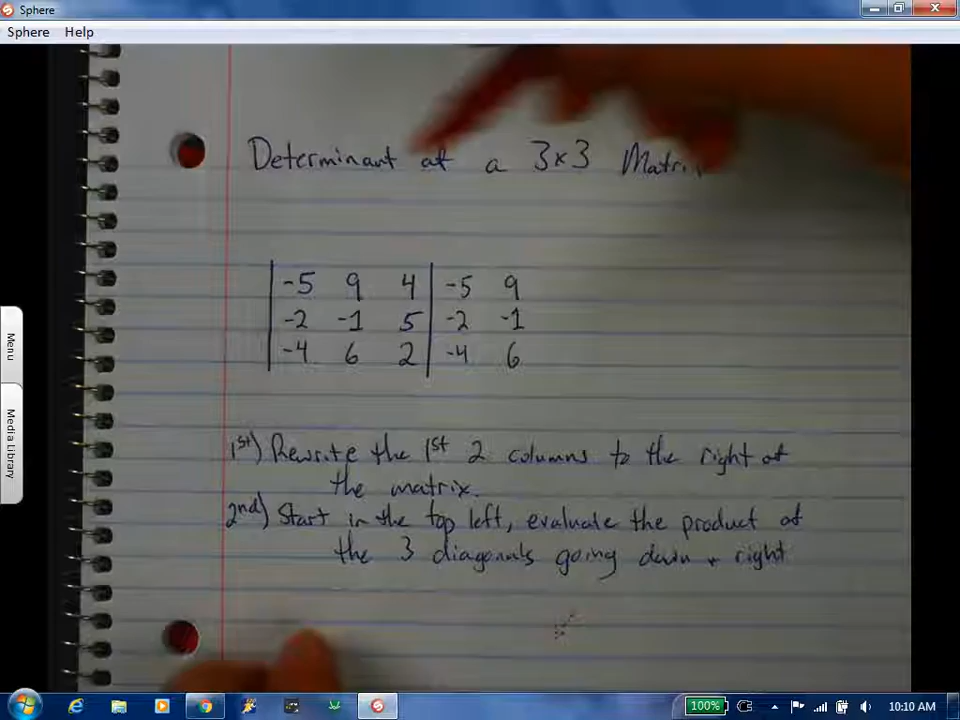 Sphere
Sphere Help
Determinant of a 3x3
-5 9 4 -5 9
-2 -1 5 -2 -1
-4 6 2 -4 6
1st) Rewrite the 1st 2 columns to the right of
the matrix.
2nd) Start in the top left, evaluate the product of
the 3 diagonals going down + right
Menu
Media Library
100%
10:10 AM